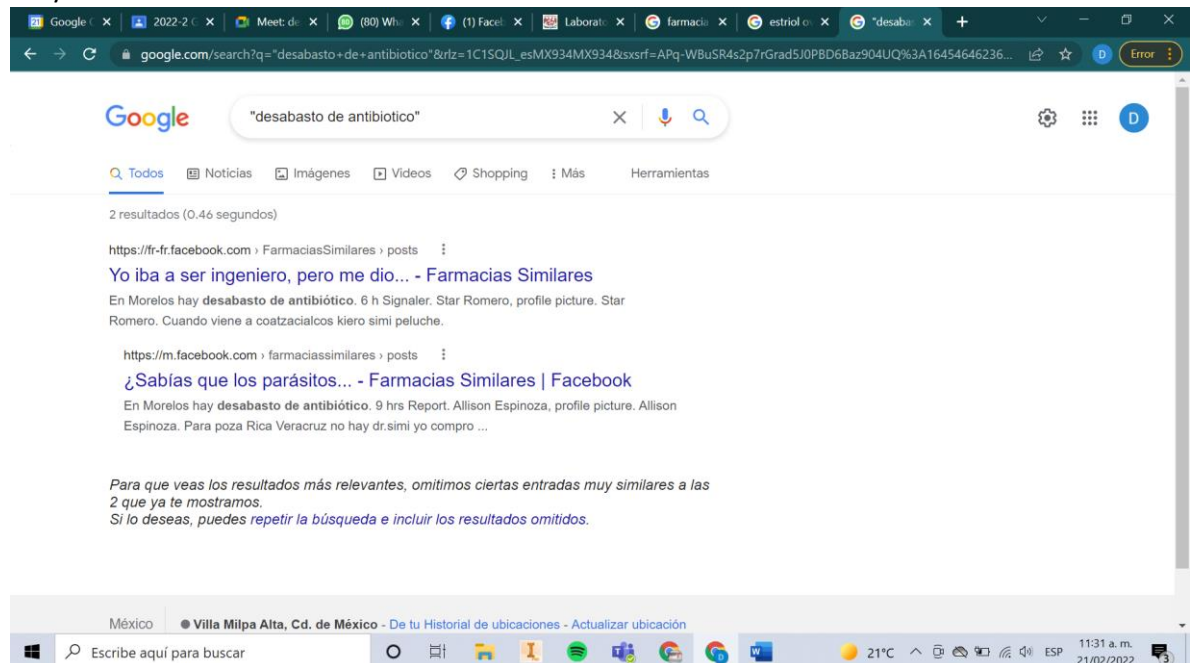 Google C
2022-2 G
Meet: de
(80) Wha
(1) Faceb
Laborato
farmacia
estriol ov
"desabas
google.com/search?q="desabasto+de+antibiotico"&rlz=1C1SQJL_esMX934MX934&sxsrf=APq-WBuSR4s2p7rGrad5J0PBD6Baz904UQ%3A16454646236...
D
Error
Google
"desabasto de antibiotico"
D
Todos Noticias Imágenes Videos Shopping Más Herramientas
2 resultados (0.46 segundos)
https://fr-fr.facebook.com › FarmaciasSimilares › posts
Yo iba a ser ingeniero, pero me dio... - Farmacias Similares
En Morelos hay desabasto de antibiótico. 6 h Signaler. Star Romero, profile picture. Star
Romero. Cuando viene a coatzacialcos kiero simi peluche.
https://m.facebook.com › farmaciassimilares › posts
¿Sabías que los parásitos... - Farmacias Similares | Facebook
En Morelos hay desabasto de antibiótico. 9 hrs Report. Allison Espinoza, profile picture. Allison
Espinoza. Para poza Rica Veracruz no hay dr.simi yo compro ...
Para que veas los resultados más relevantes, omitimos ciertas entradas muy similares a las
2 que ya te mostramos.
Si lo deseas, puedes repetir la búsqueda e incluir los resultados omitidos.
México Villa Milpa Alta, Cd. de México - De tu Historial de ubicaciones - Actualizar ubicación
Escribe aquí para buscar
21°C
ESP
11:31 a. m.
21/02/2022
3